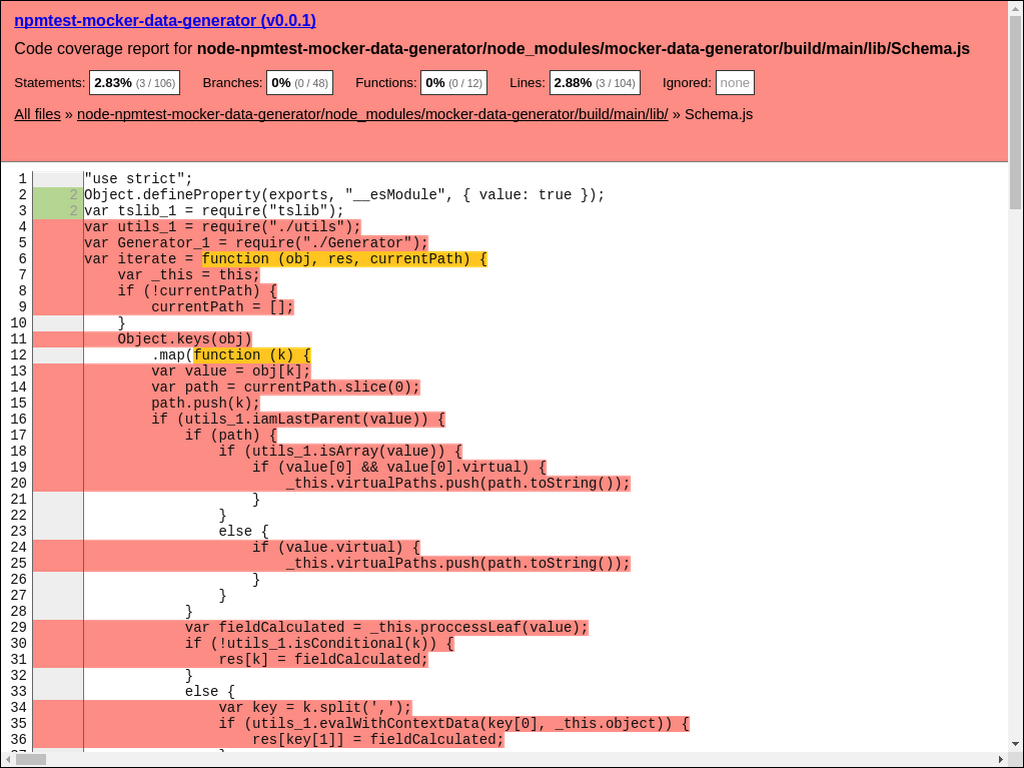 npmtest-mocker-data-generator (v0.0.1)
Code coverage report for node-npmtest-mocker-data-generator/node_modules/mocker-data-generator/build/main/lib/Schema.js
Statements: 2.83% (3 / 106) Branches: 0% (0 / 48) Functions: 0% (0 / 12) Lines: 2.88% (3 / 104) Ignored: none
All files » node-npmtest-mocker-data-generator/node_modules/mocker-data-generator/build/main/lib/ » Schema.js
1 "use strict";
2 2 Object.defineProperty(exports, "__esModule", { value: true });
3 2 var tslib_1 = require("tslib");
4 var utils_1 = require("./utils");
5 var Generator_1 = require("./Generator");
6 var iterate = function (obj, res, currentPath) {
7     var _this = this;
8     if (!currentPath) {
9         currentPath = [];
10     }
11     Object.keys(obj)
12         .map(function (k) {
13         var value = obj[k];
14         var path = currentPath.slice(0);
15         path.push(k);
16         if (utils_1.iamLastParent(value)) {
17             if (path) {
18                 if (utils_1.isArray(value)) {
19                     if (value[0] && value[0].virtual) {
20                         _this.virtualPaths.push(path.toString());
21                     }
22                 }
23                 else {
24                     if (value.virtual) {
25                         _this.virtualPaths.push(path.toString());
26                     }
27                 }
28             }
29             var fieldCalculated = _this.proccessLeaf(value);
30             if (!utils_1.isConditional(k)) {
31                 res[k] = fieldCalculated;
32             }
33             else {
34                 var key = k.split(',');
35                 if (utils_1.evalWithContextData(key[0], _this.object)) {
36                     res[key[1]] = fieldCalculated;